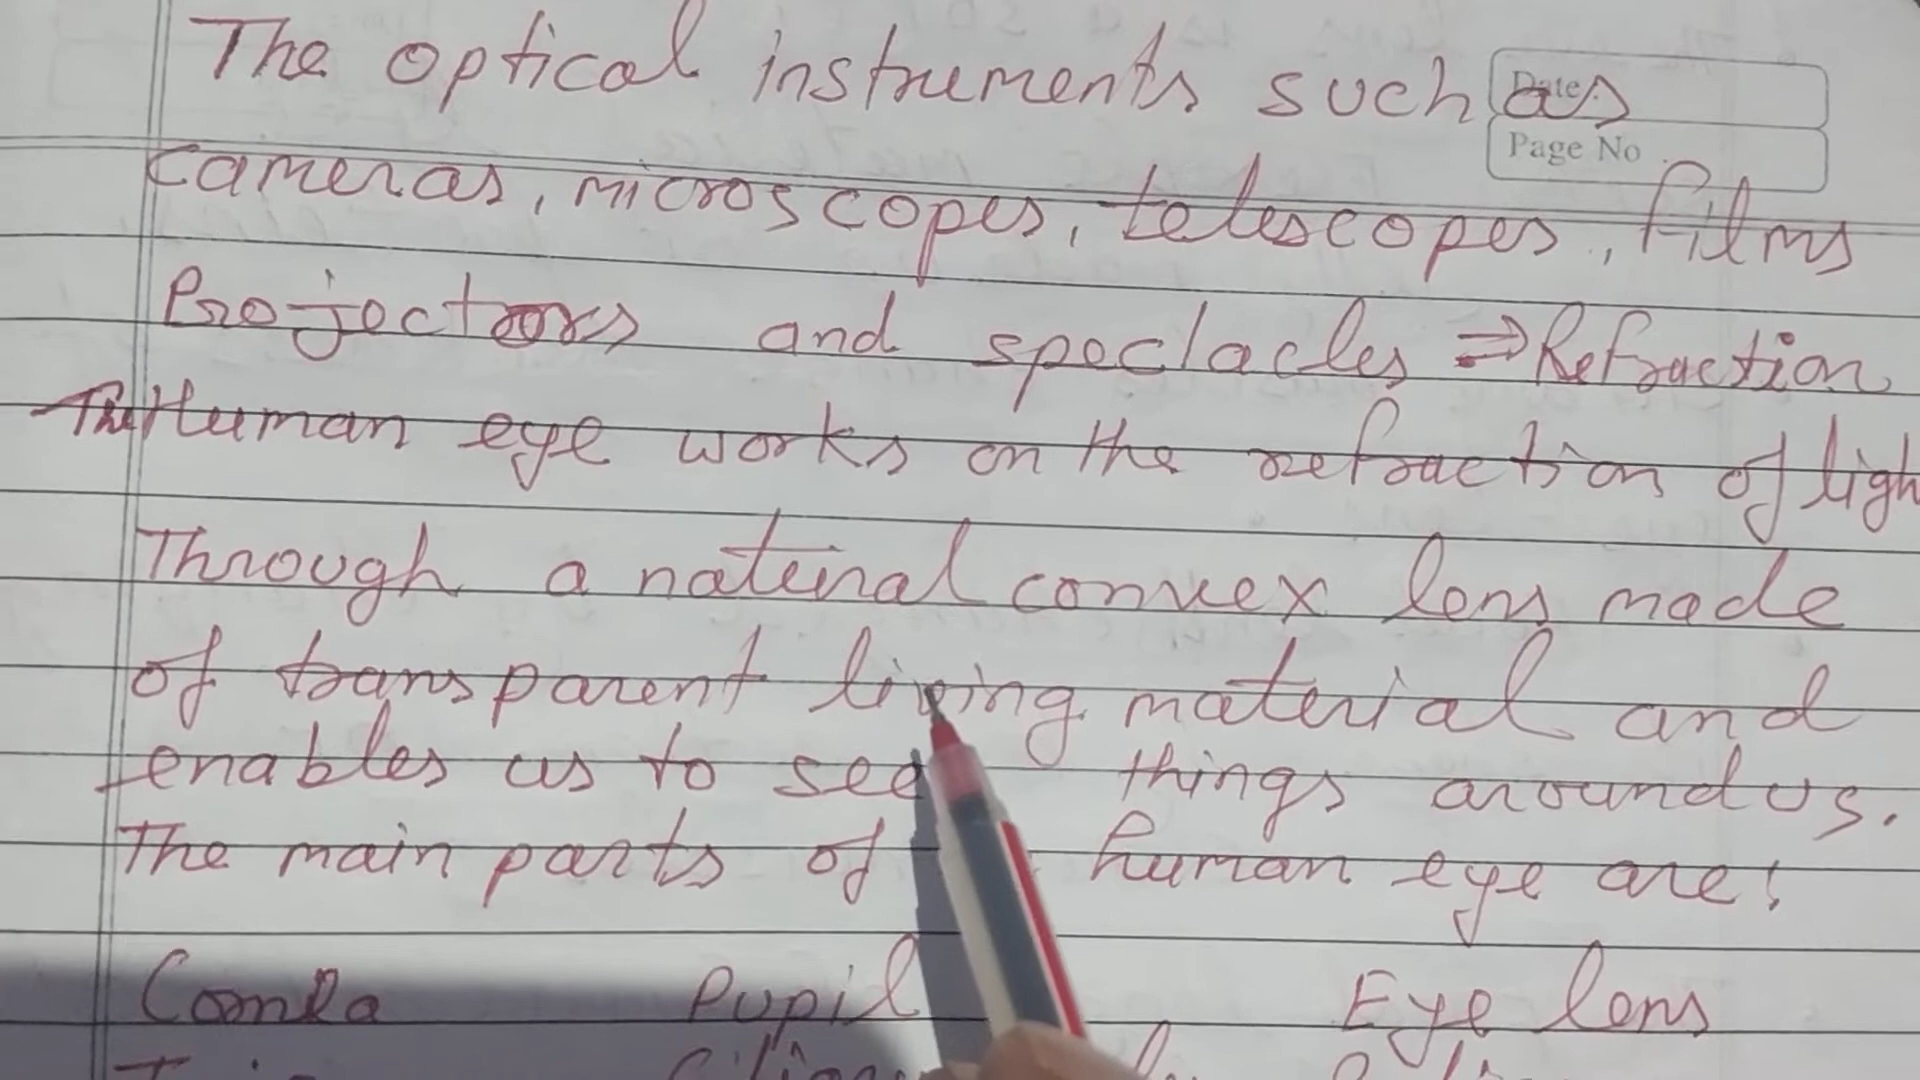 The optical instruments such as
Date :
Page No :
cameras, microscopes, telescopes, films
Projectors and spectacles ⇒ Refraction
The Human eye works on the refraction of ligh
Through a natural convex lens made
of transparent living material and
enables us to see things around us.
The main parts of human eye are:
Pupil Eye lens